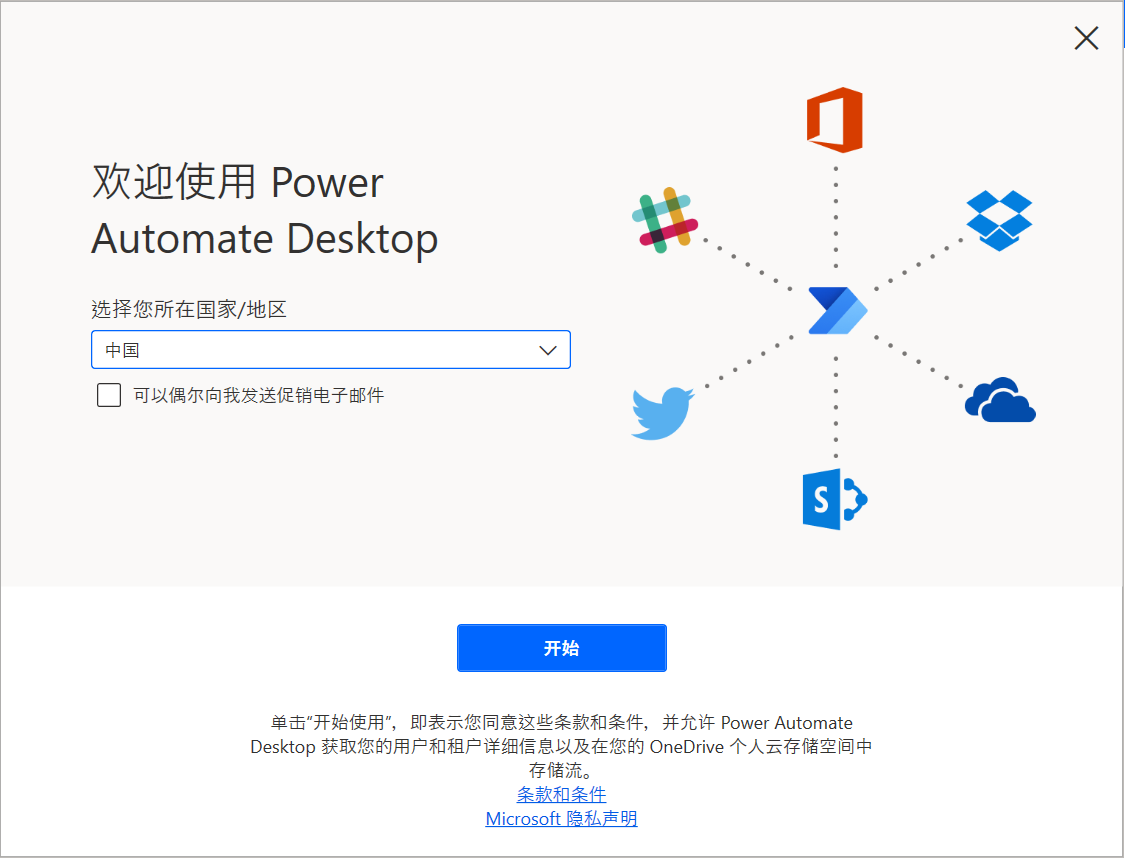 欢迎使用 Power
Automate Desktop
选择您所在国家/地区
中国
可以偶尔向我发送促销电子邮件
S
开始
单击“开始使用”，即表示您同意这些条款和条件，并允许 Power Automate
Desktop 获取您的用户和租户详细信息以及在您的 OneDrive 个人云存储空间中
存储流。
条款和条件
Microsoft 隐私声明